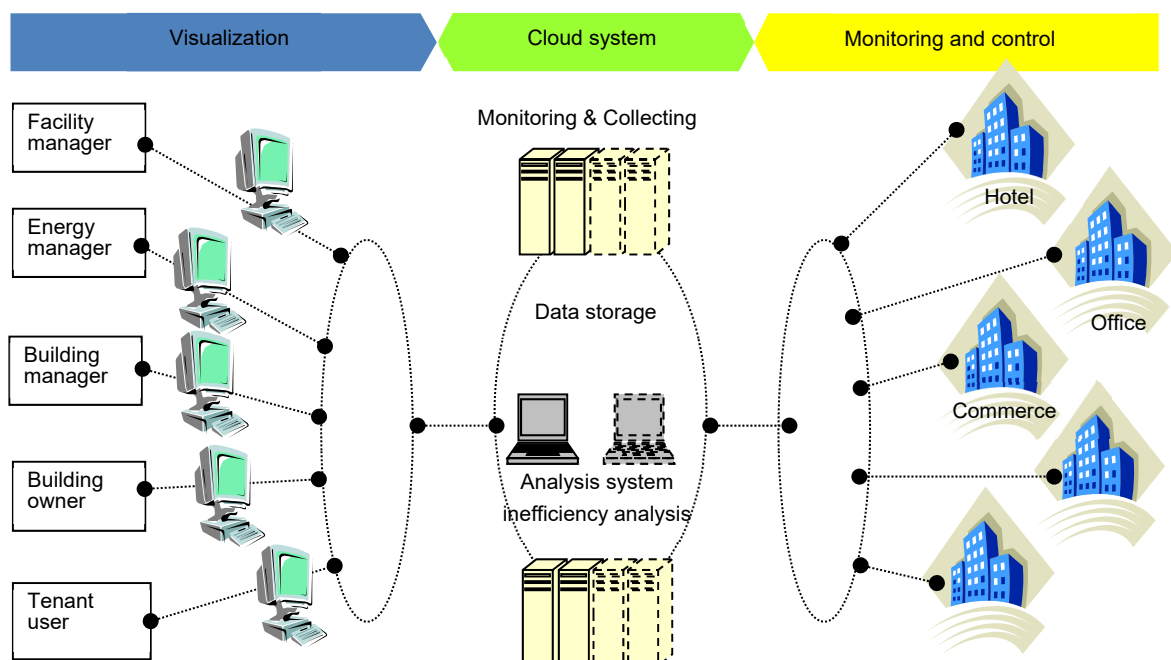 Visualization
Cloud system
Monitoring and control
Facility
manager
Energy
manager
Building
manager
Building
owner
Tenant
user
Monitoring & Collecting
Data storage
Analysis system
inefficiency analysis
Hotel
Office
Commerce